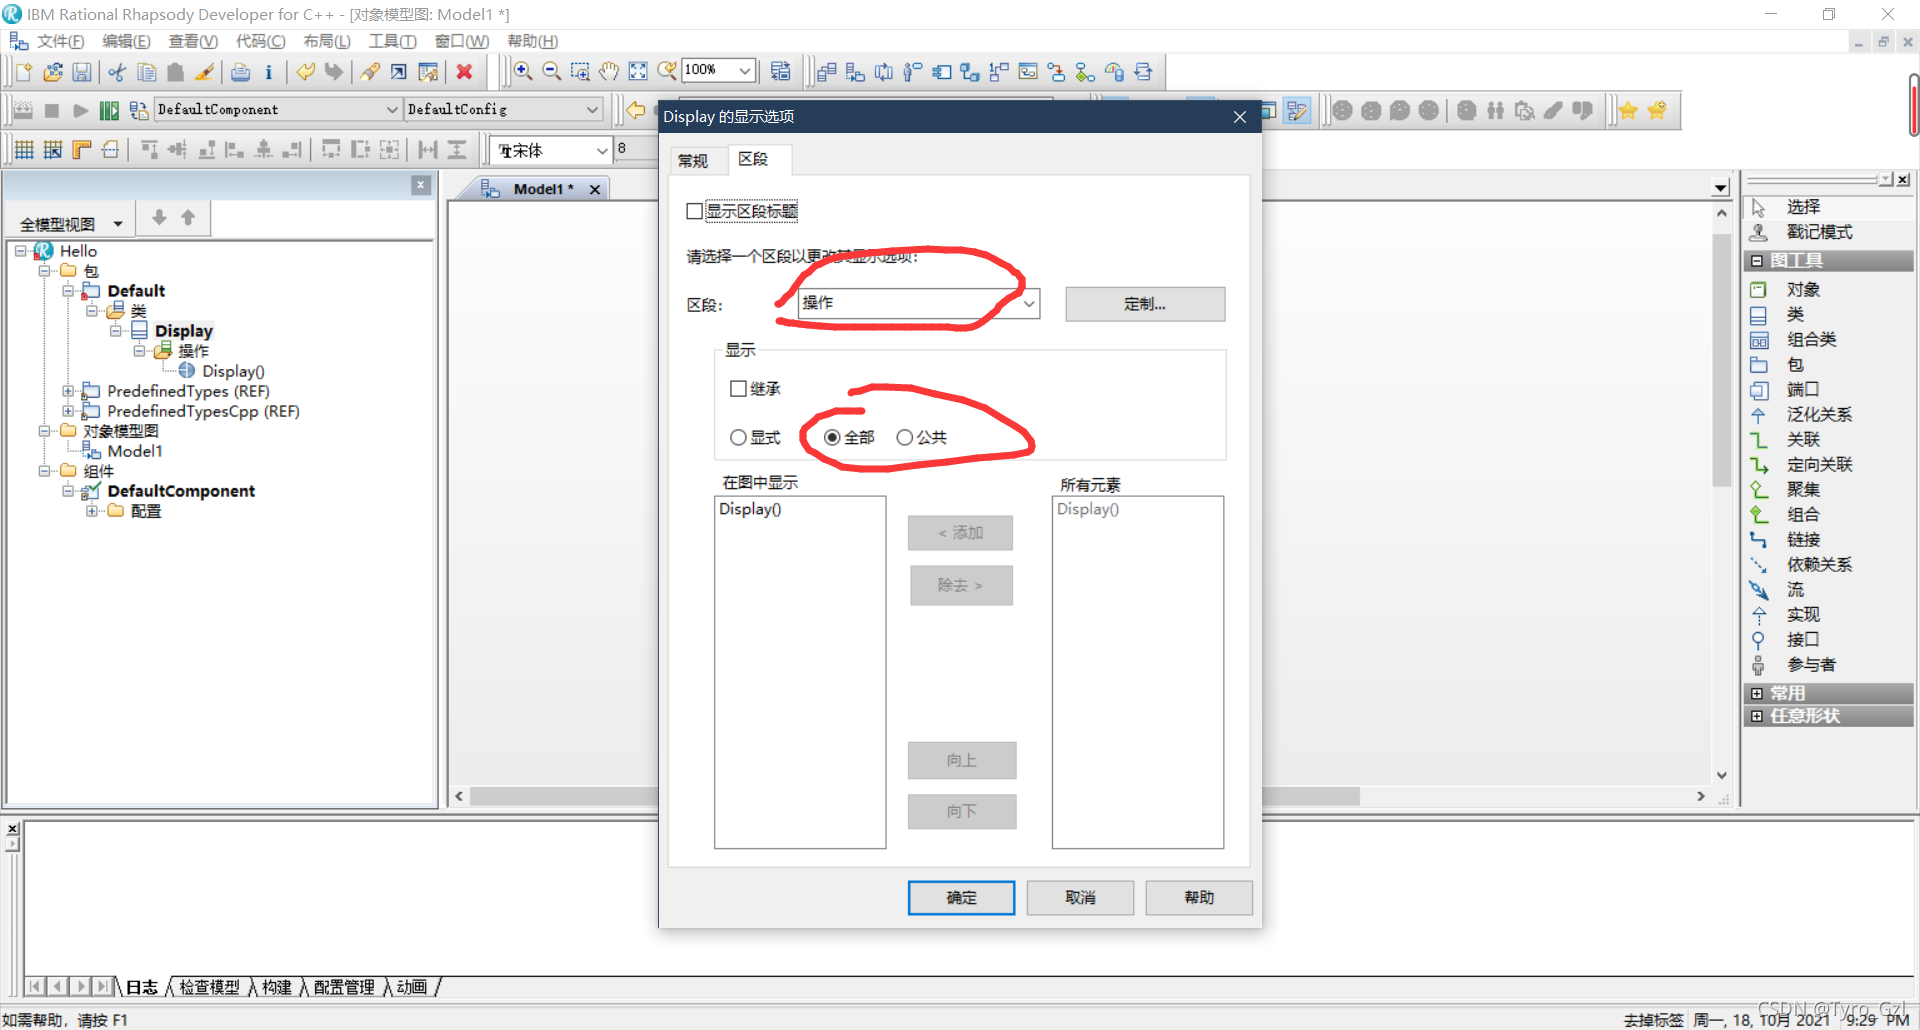 IBM Rational Rhapsody Developer for C++ - [对象模型图: Model1 *]
文件(F) 编辑(E) 查看(V) 代码(C) 布局(L) 工具(T) 窗口(W) 帮助(H)
100%
DefaultComponent DefaultConfig
宋体 8
Model1 *
全模型视图
Hello
包
Default
类
Display
操作
Display()
PredefinedTypes (REF)
PredefinedTypesCpp (REF)
对象模型图
Model1
组件
DefaultComponent
配置
Display 的显示选项
常规 区段
显示区段标题
请选择一个区段以更改其显示选项:
区段: 操作 定制...
显示
继承
显式 全部 公共
在图中显示 所有元素
Display() Display()
< 添加
除去 >
向上
向下
确定 取消 帮助
选择
戳记模式
图工具
对象
类
组合类
包
端口
泛化关系
关联
定向关联
聚集
组合
链接
依赖关系
流
实现
接口
参与者
常用
任意形状
日志 检查模型 构建 配置管理 动画
如需帮助，请按 F1
去掉标签 周一, 18, 10月 2021 9:29 PM
CSDN @Tyro_Gzl